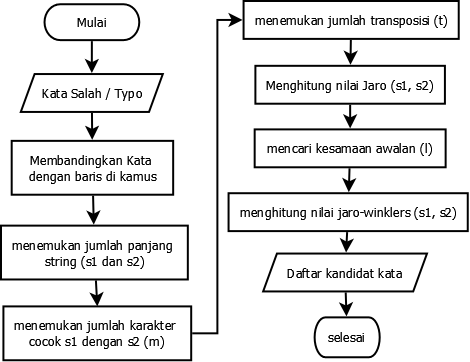 Mulai
Kata Salah / Typo
Membandingkan Kata
dengan baris di kamus
menemukan jumlah panjang
string (s1 dan s2)
menemukan jumlah karakter
cocok s1 dengan s2 (m)
menemukan jumlah transposisi (t)
Menghitung nilai Jaro (s1, s2)
mencari kesamaan awalan (l)
menghitung nilai jaro-winklers (s1, s2)
Daftar kandidat kata
selesai